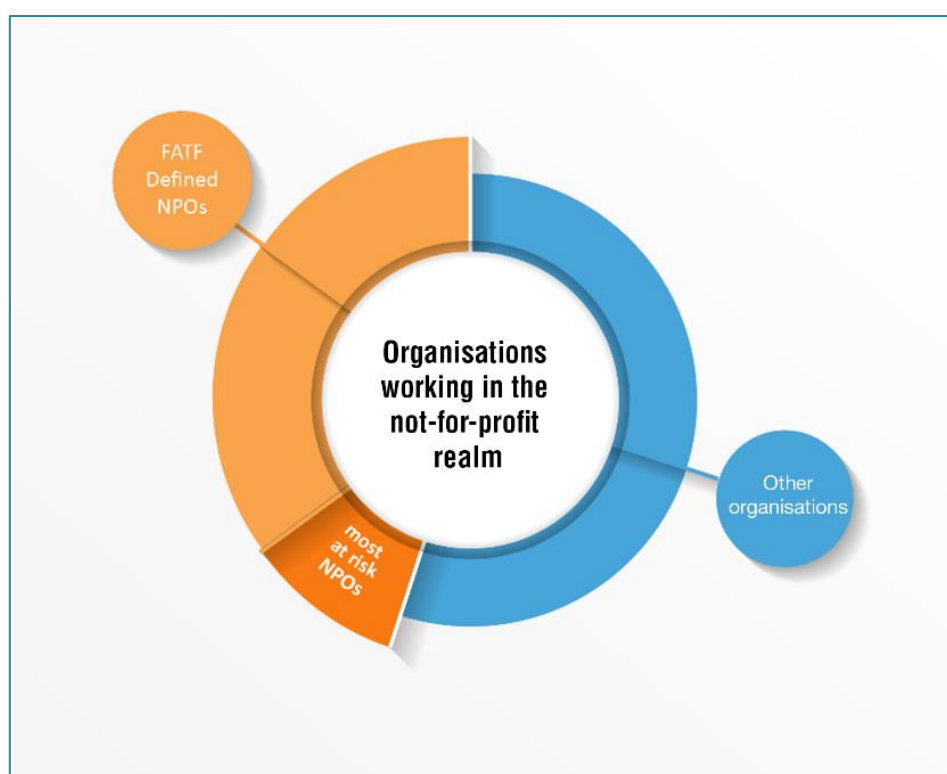 FATF
Defined
NPOs
Organisations
working in the
not-for-profit
realm
most
at risk
NPOs
Other
organisations